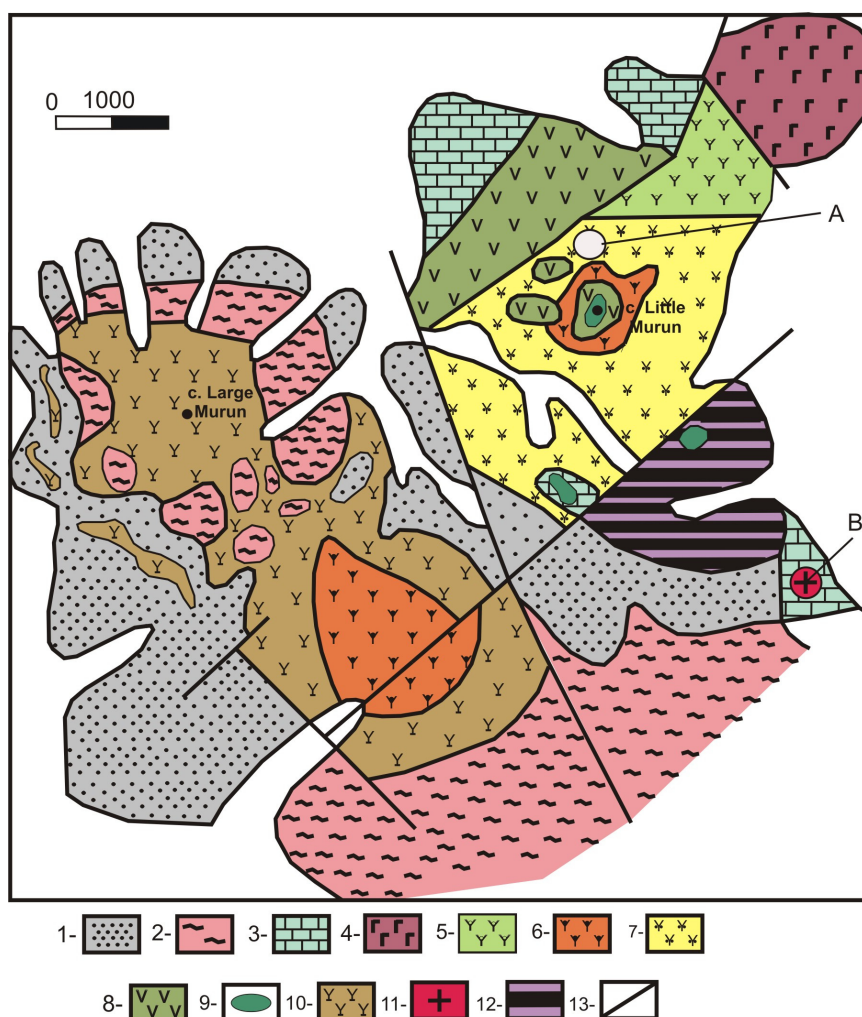 0 1000
A
c. Little
Murun
c. Large
Murun
B
1- 2- 3- 4- 5- 6- 7-
8- 9- 10- 11- 12- 13-